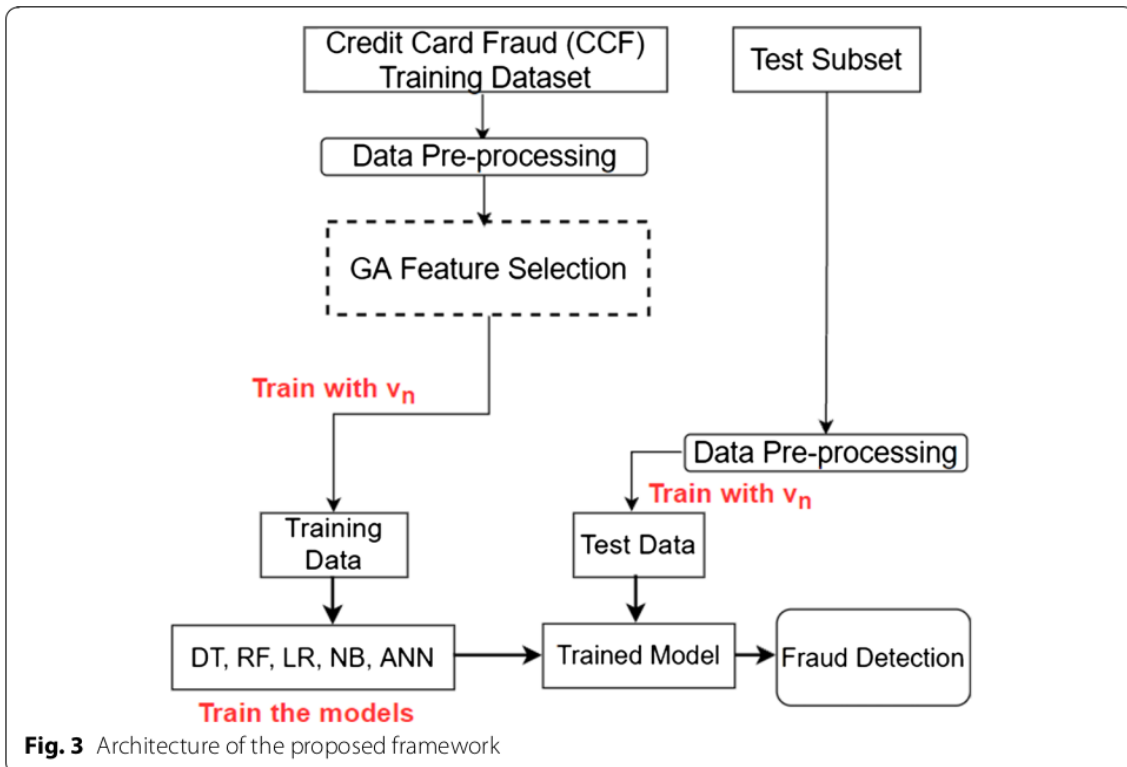 Credit Card Fraud (CCF)
Training Dataset
Test Subset
Data Pre-processing
GA Feature Selection
Train with vn
Data Pre-processing
Train with vn
Training
Data
Test Data
DT, RF, LR, NB, ANN
Trained Model
Fraud Detection
Train the models
Fig. 3 Architecture of the proposed framework